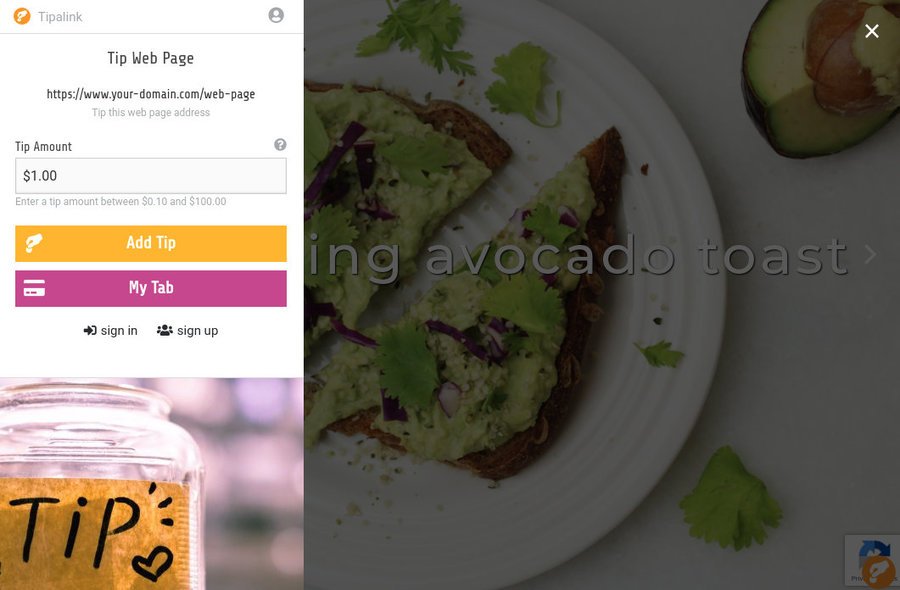 Tipalink
Tip Web Page
https://www.your-domain.com/web-page
Tip this web page address
Tip Amount
$1.00
Enter a tip amount between $0.10 and $100.00
Add Tip
My Tab
sign in sign up
ing avocado toast
TiP